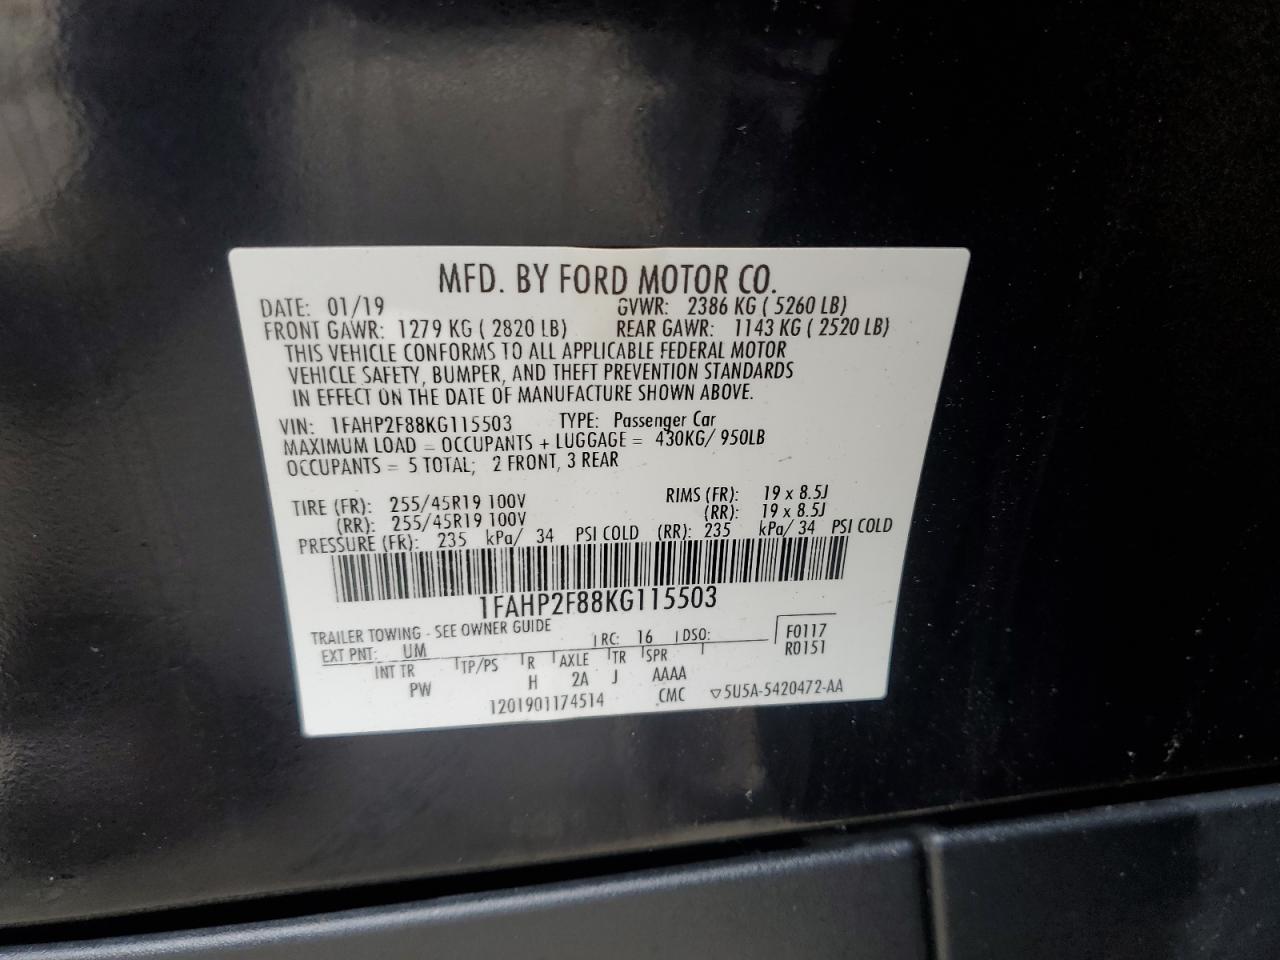 MFD. BY FORD MOTOR CO.
DATE: 01/19 GVWR: 2386 KG ( 5260 LB)
FRONT GAWR: 1279 KG ( 2820 LB) REAR GAWR: 1143 KG ( 2520 LB)
THIS VEHICLE CONFORMS TO ALL APPLICABLE FEDERAL MOTOR
VEHICLE SAFETY, BUMPER, AND THEFT PREVENTION STANDARDS
IN EFFECT ON THE DATE OF MANUFACTURE SHOWN ABOVE.
VIN: 1FAHP2F88KG115503 TYPE: Passenger Car
MAXIMUM LOAD = OCCUPANTS + LUGGAGE = 430KG/ 950LB
OCCUPANTS = 5 TOTAL; 2 FRONT, 3 REAR
TIRE (FR): 255/45R19 100V RIMS (FR): 19 x 8.5J
(RR): 255/45R19 100V (RR): 19 x 8.5J
PRESSURE (FR): 235 kPa/ 34 PSI COLD (RR): 235 kPa/ 34 PSI COLD
1FAHP2F88KG115503
TRAILER TOWING - SEE OWNER GUIDE
EXT PNT: UM RC: 16 DSO: F0117
R0151
INT TR TP/PS R AXLE TR SPR
PW H 2A J AAAA
1201901174514 CMC ▽5U5A-5420472-AA